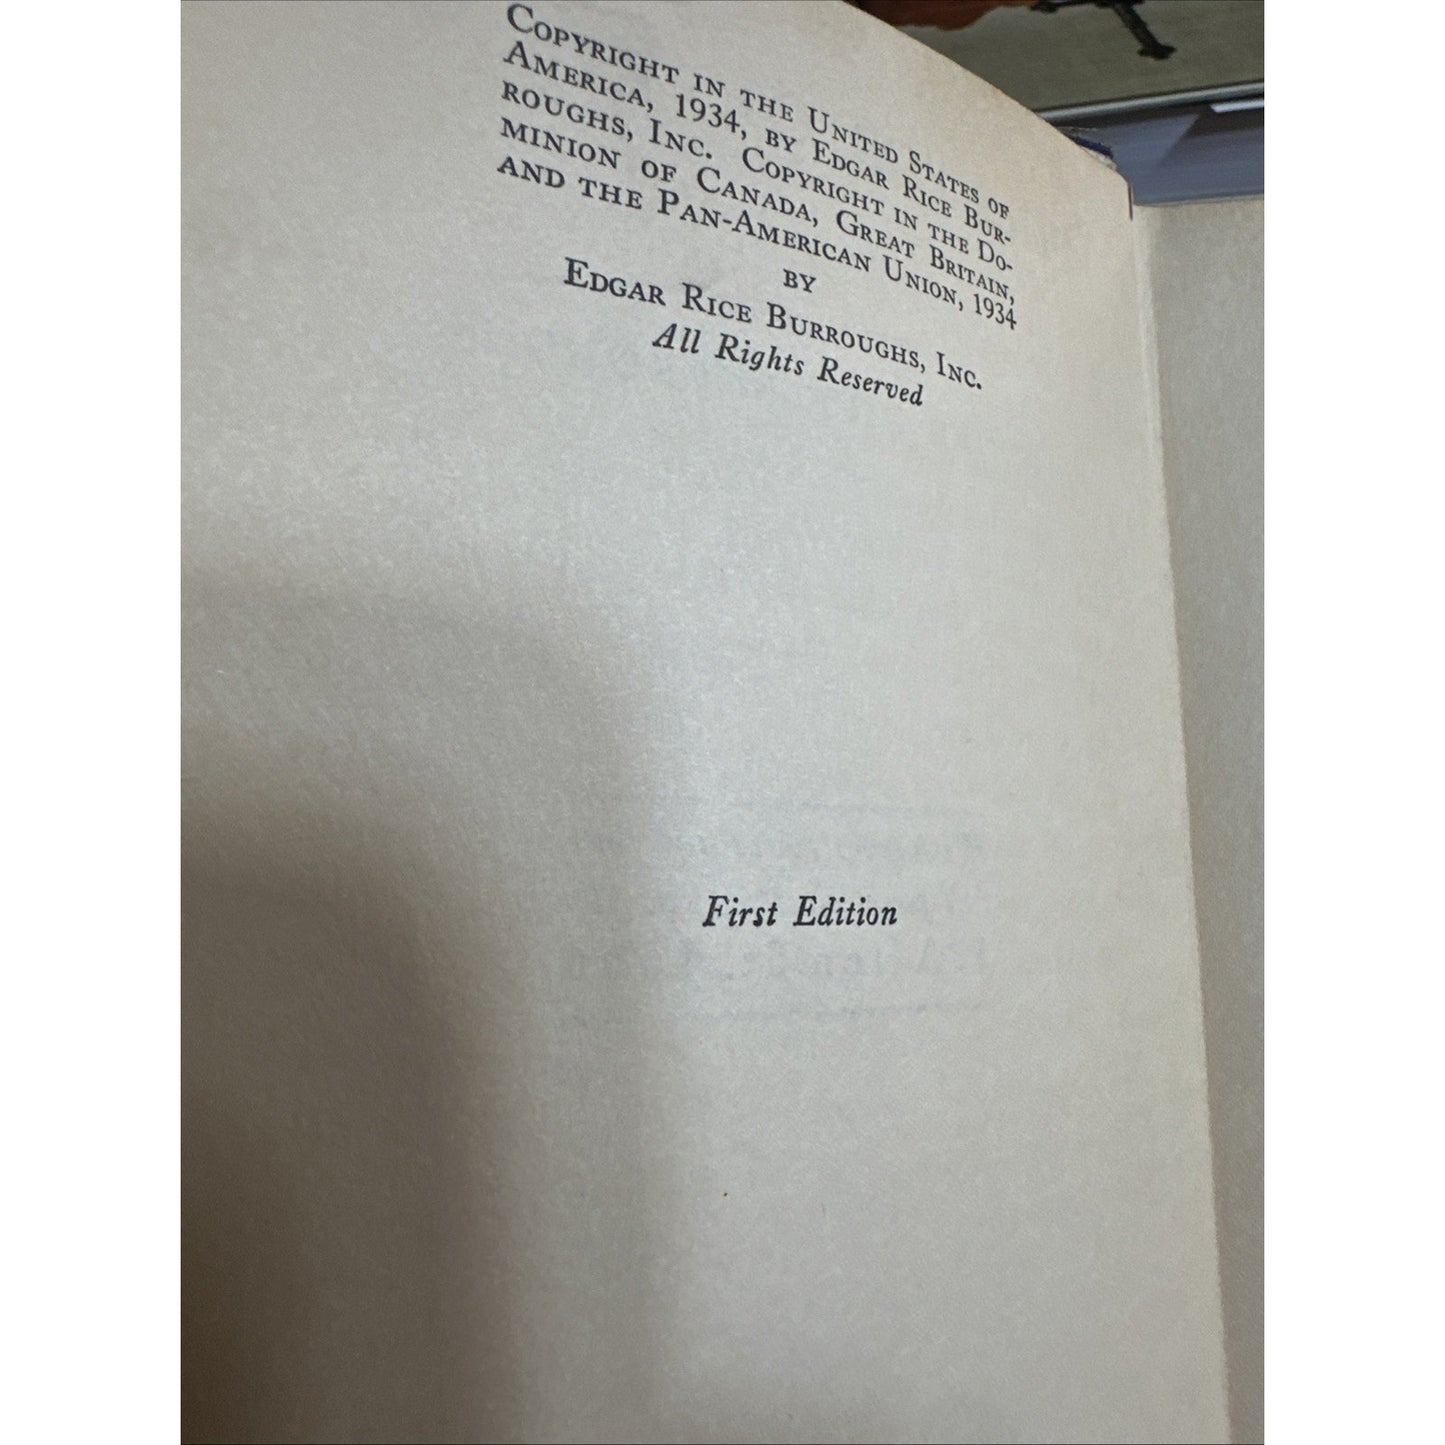 Copyright in the United States of
America, 1934, by Edgar Rice Bur-
roughs, Inc. Copyright in the Do-
minion of Canada, Great Britain,
and the Pan-American Union, 1934
by
Edgar Rice Burroughs, Inc.
All Rights Reserved
First Edition